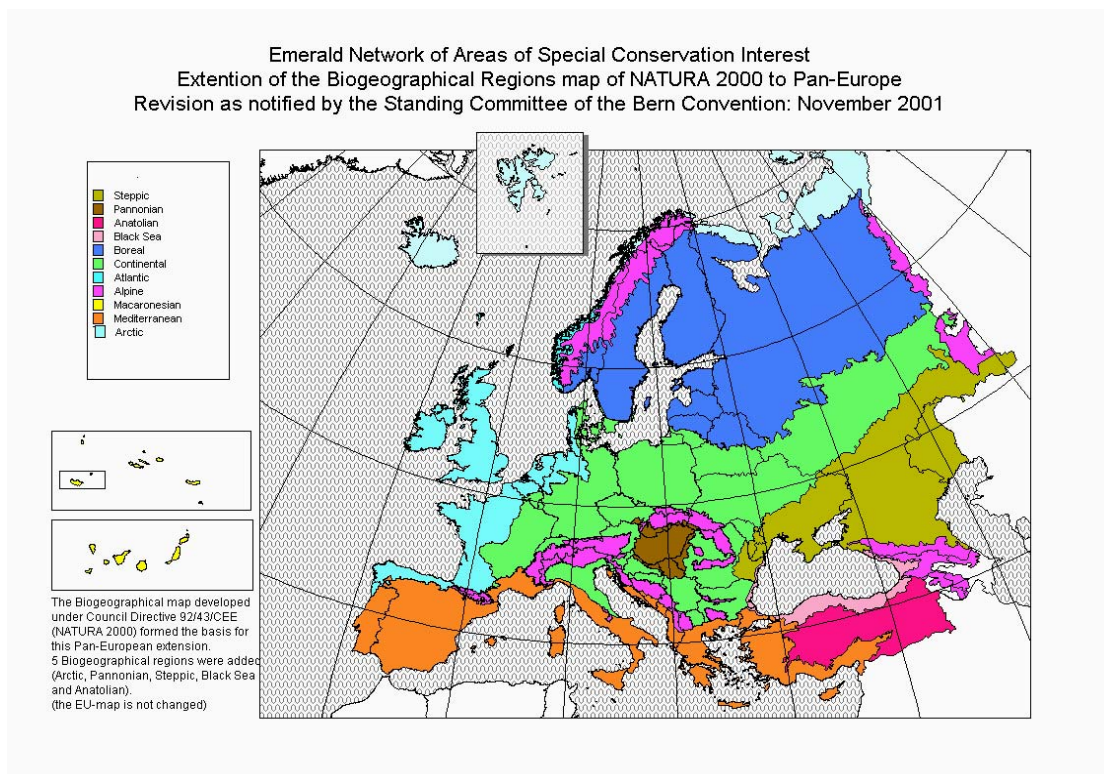 Emerald Network of Areas of Special Conservation Interest
Extention of the Biogeographical Regions map of NATURA 2000 to Pan-Europe
Revision as notified by the Standing Committee of the Bern Convention: November 2001
Steppic
Pannonian
Anatolian
Black Sea
Boreal
Continental
Atlantic
Alpine
Macaronesian
Mediterranean
Arctic
The Biogeographical map developed
under Council Directive 92/43/CEE
(NATURA 2000) formed the basis for
this Pan-European extension.
5 Biogeographical regions were added
(Arctic, Pannonian, Steppic, Black Sea
and Anatolian).
(the EU-map is not changed)